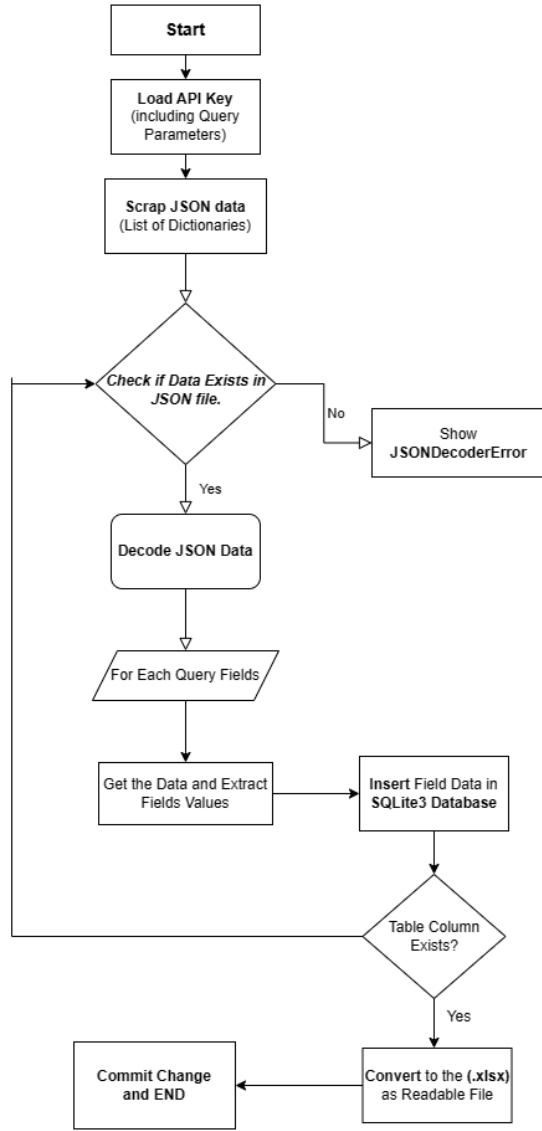 Start
Load API Key
(including Query
Parameters)
Scrap JSON data
(List of Dictionaries)
Check if Data Exists in
JSON file.
No
Show
JSONDecoderError
Yes
Decode JSON Data
For Each Query Fields
Get the Data and Extract
Fields Values
Insert Field Data in
SQLite3 Database
Table Column
Exists?
Yes
Convert to the (.xlsx)
as Readable File
Commit Change
and END